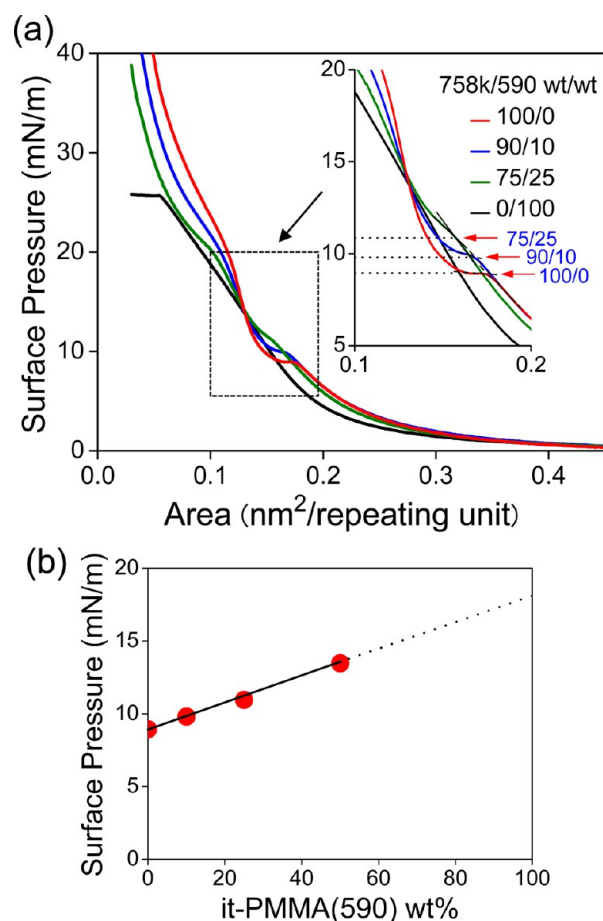 (a)
40
30
20
10
0
Surface Pressure (mN/m)
0.0 0.1 0.2 0.3 0.4
Area (nm²/repeating unit)
20
15
10
5
0.1 0.2
758k/590 wt/wt
100/0
90/10
75/25
0/100
75/25
90/10
100/0
(b)
20
15
10
5
0
Surface Pressure (mN/m)
0 20 40 60 80 100
it-PMMA(590) wt%